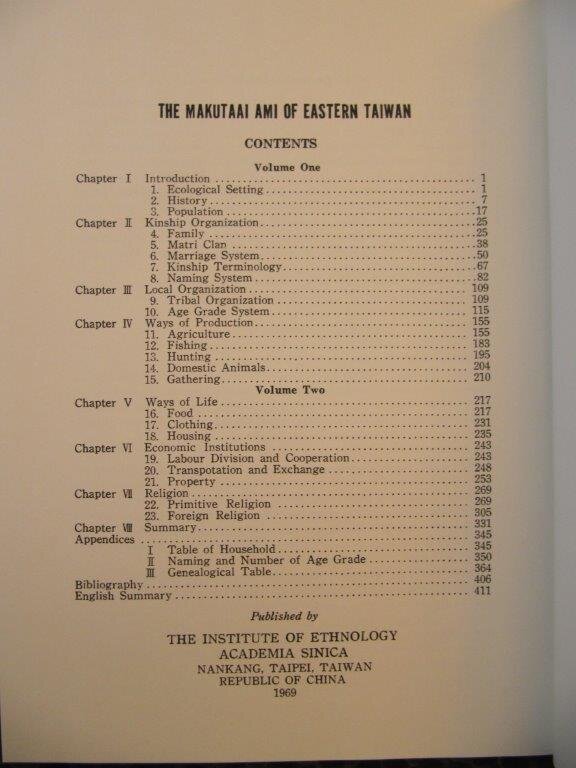 THE MAKUTAAI AMI OF EASTERN TAIWAN
CONTENTS
Volume One
Chapter I Introduction 1
1. Ecological Setting 1
2. History 7
3. Population 17
Chapter II Kinship Organization 25
4. Family 25
5. Matri Clan 38
6. Marriage System 50
7. Kinship Terminology 67
8. Naming System 82
Chapter III Local Organization 109
9. Tribal Organization 109
10. Age Grade System 115
Chapter IV Ways of Production 155
11. Agriculture 155
12. Fishing 183
13. Hunting 195
14. Domestic Animals 204
15. Gathering 210
Volume Two
Chapter V Ways of Life 217
16. Food 217
17. Clothing 231
18. Housing 235
Chapter VI Economic Institutions 243
19. Labour Division and Cooperation 243
20. Transpotation and Exchange 248
21. Property 253
Chapter VII Religion 269
22. Primitive Religion 269
23. Foreign Religion 305
Chapter VIII Summary 331
Appendices 345
I Table of Household 345
II Naming and Number of Age Grade 350
III Genealogical Table 364
Bibliography 406
English Summary 411
Published by
THE INSTITUTE OF ETHNOLOGY
ACADEMIA SINICA
NANKANG, TAIPEI, TAIWAN
REPUBLIC OF CHINA
1969